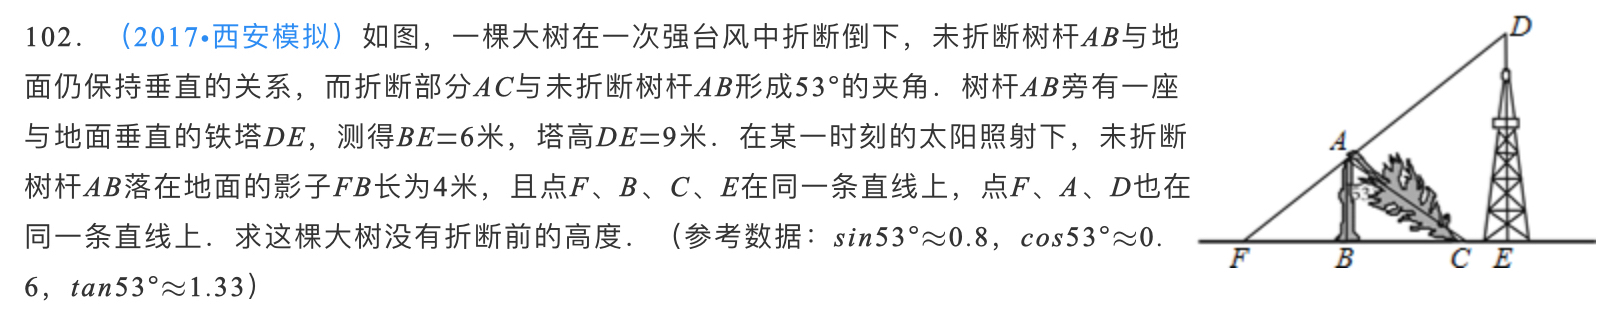 102. （2017•西安模拟）如图，一棵大树在一次强台风中折断倒下，未折断树杆AB与地
面仍保持垂直的关系，而折断部分AC与未折断树杆AB形成53°的夹角．树杆AB旁有一座
与地面垂直的铁塔DE，测得BE=6米，塔高DE=9米．在某一时刻的太阳照射下，未折断
树杆AB落在地面的影子FB长为4米，且点F、B、C、E在同一条直线上，点F、A、D也在
同一条直线上．求这棵大树没有折断前的高度．（参考数据：sin53°≈0.8，cos53°≈0.
6，tan53°≈1.33）
D
A
53
F B C E